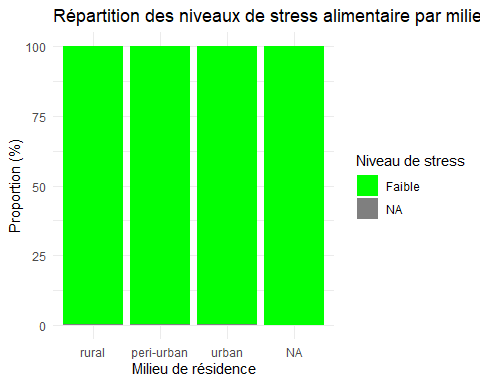 Répartition des niveaux de stress alimentaire par milie
100
75
50
25
0
Proportion (%)
rural
peri-urban
urban
NA
Milieu de résidence
Niveau de stress
Faible
NA